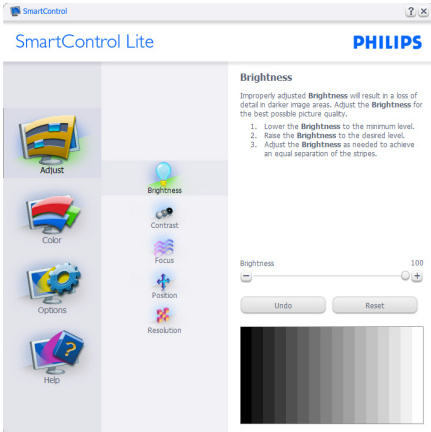 SmartControl
SmartControl Lite
PHILIPS
Adjust
Color
Options
Help
Brightness
Contrast
Focus
Position
Resolution
Brightness
Improperly adjusted Brightness will result in a loss of
detail in darker image areas. Adjust the Brightness for
the best possible picture quality.
1. Lower the Brightness to the minimum level.
2. Raise the Brightness to the desired level.
3. Adjust the Brightness as needed to achieve
an equal separation of the stripes.
Brightness 100
Undo Reset